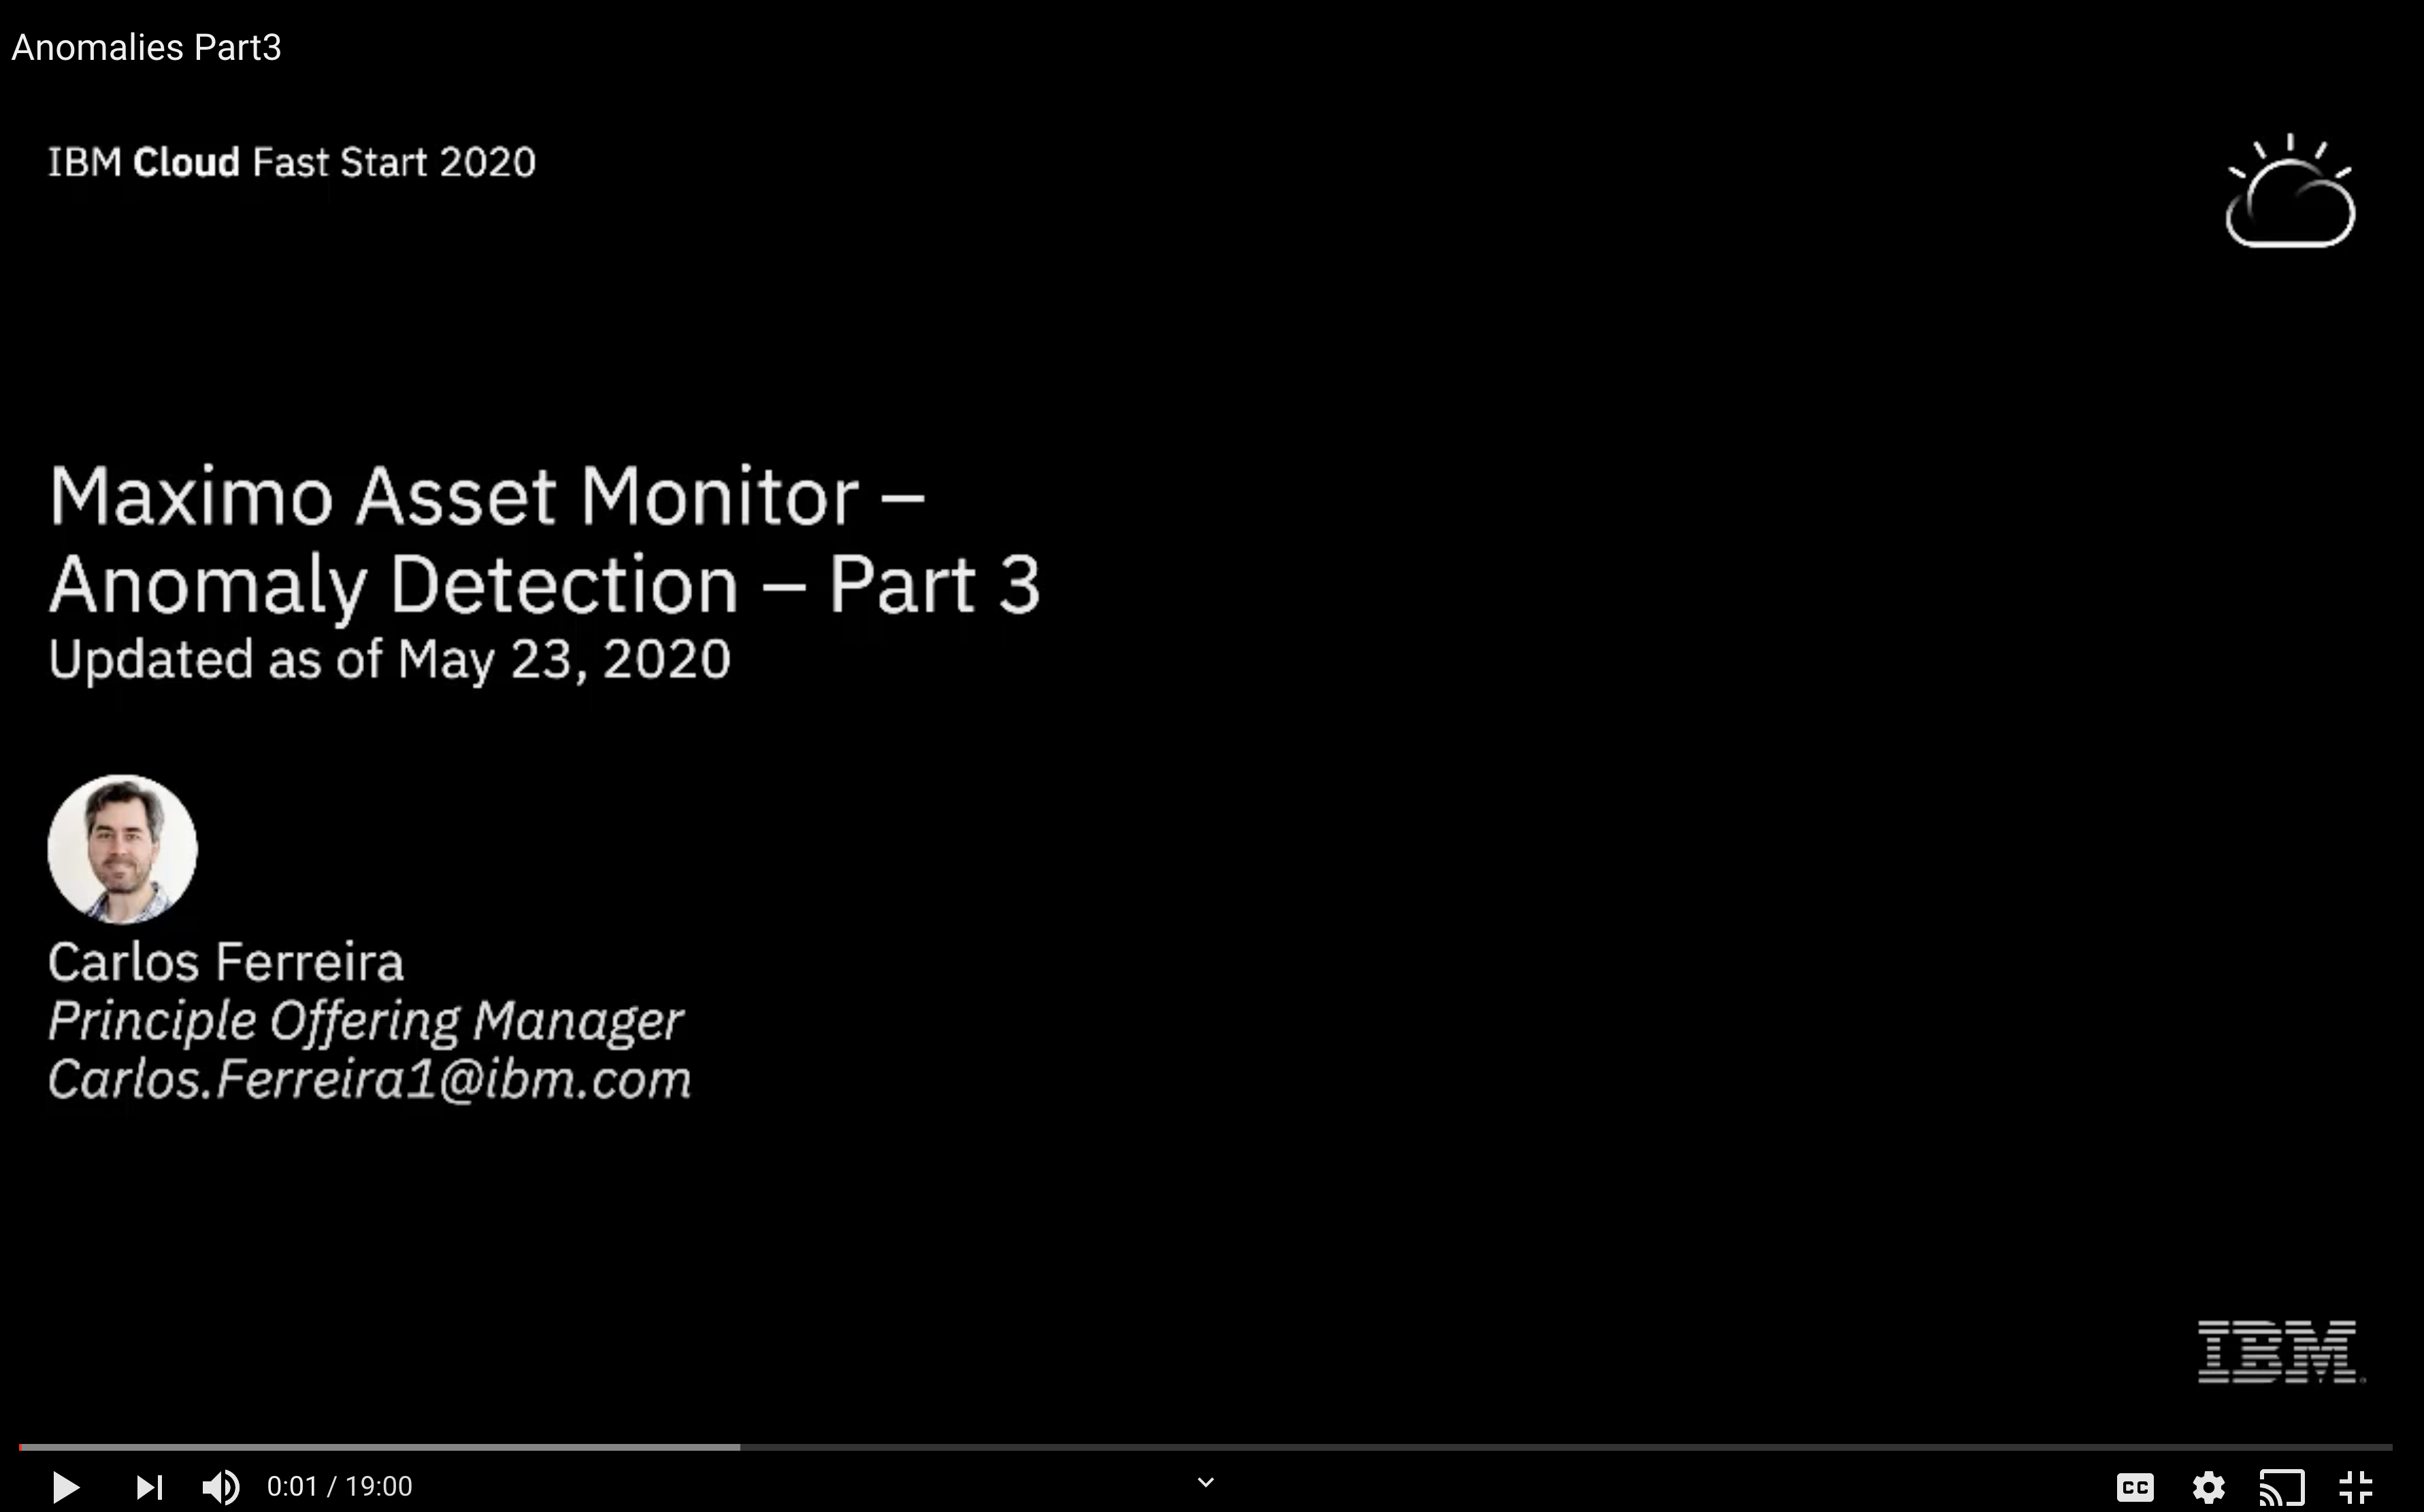 Anomalies Part3
IBM Cloud Fast Start 2020
Maximo Asset Monitor –
Anomaly Detection – Part 3
Updated as of May 23, 2020
Carlos Ferreira
Principle Offering Manager
Carlos.Ferreira1@ibm.com
IBM
0:01 / 19:00
CC